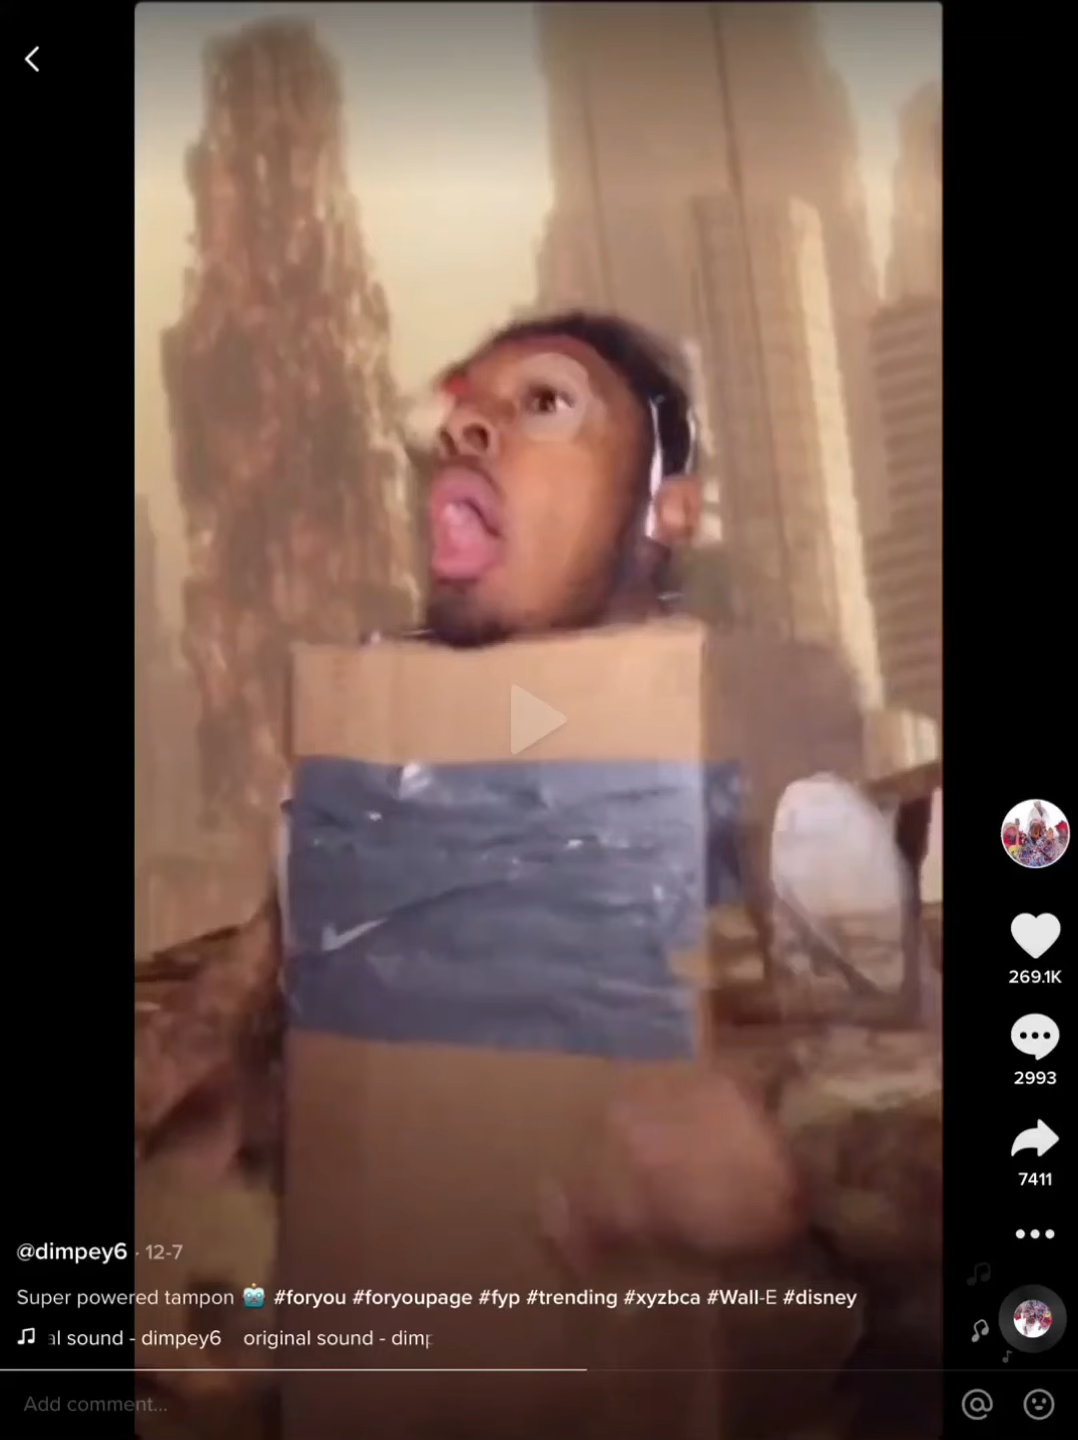 269.1K
2993
7411
@dimpey6 · 12-7
Super powered tampon 🤖 #foryou #foryoupage #fyp #trending #xyzbca #Wall-E #disney
al sound - dimpey6 original sound - dimp
Add comment...